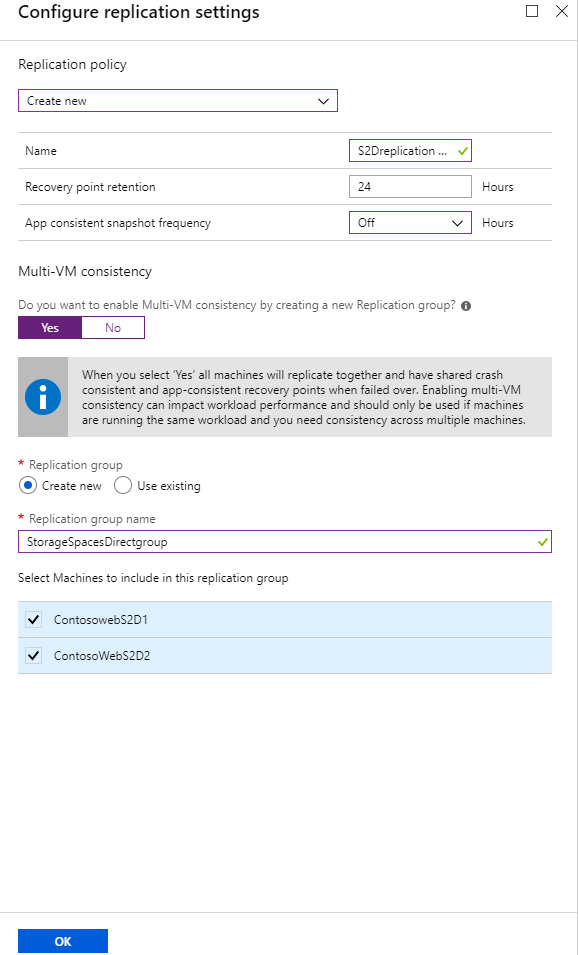 Configure replication settings
Replication policy
Create new
Name
S2Dreplication ...
Recovery point retention
24
Hours
App consistent snapshot frequency
Off
Hours
Multi-VM consistency
Do you want to enable Multi-VM consistency by creating a new Replication group?
Yes
No
When you select ‘Yes’ all machines will replicate together and have shared crash
consistent and app-consistent recovery points when failed over. Enabling multi-VM
consistency can impact workload performance and should only be used if machines
are running the same workload and you need consistency across multiple machines.
* Replication group
Create new
Use existing
* Replication group name
StorageSpacesDirectgroup
Select Machines to include in this replication group
ContosowebS2D1
ContosoWebS2D2
OK